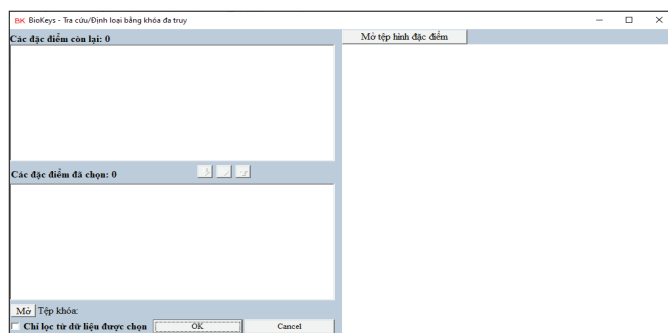 BK BioKeys - Tra cứu/Định loại bằng khóa đa truy
Các đặc điểm còn lại: 0
Mở tệp hình đặc điểm
Các đặc điểm đã chọn: 0
Mở Tệp khóa:
Chỉ lọc từ dữ liệu được chọn OK Cancel